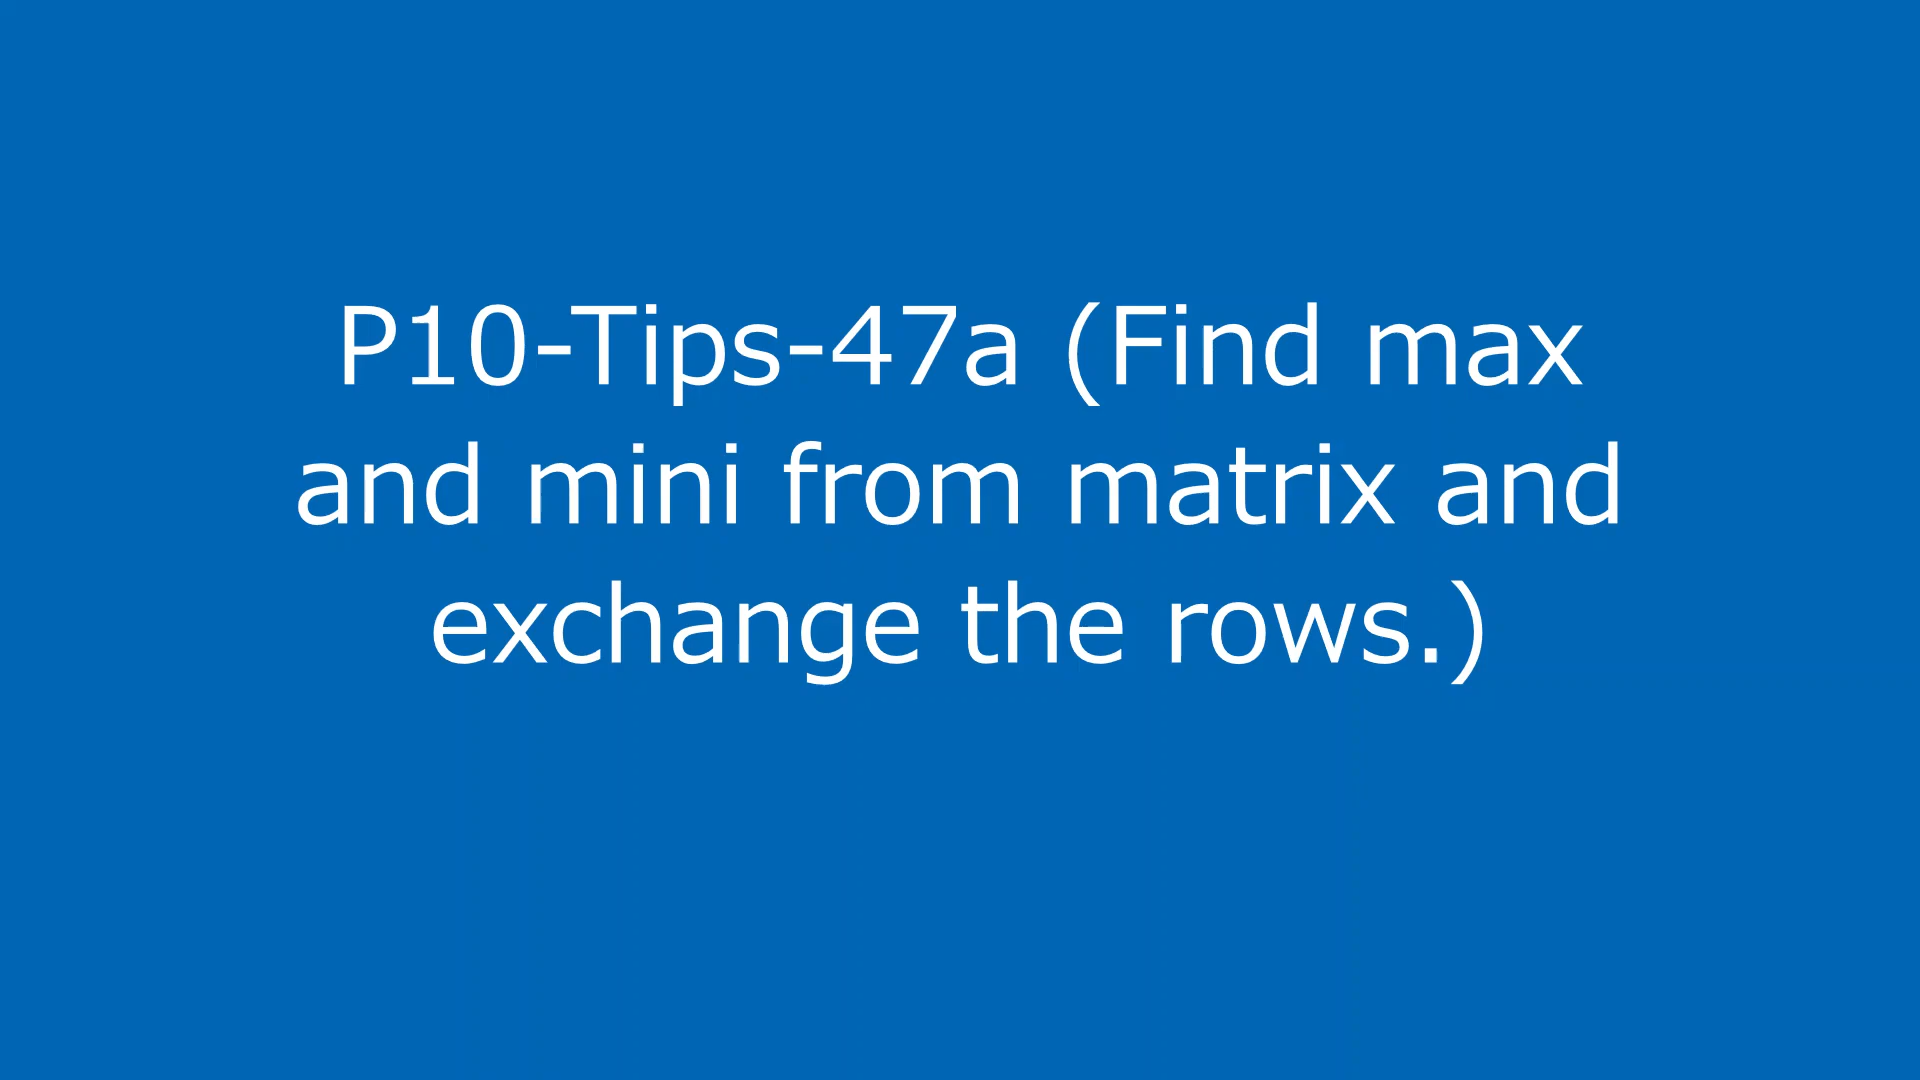 P10-Tips-47a (Find max
and mini from matrix and
exchange the rows.)